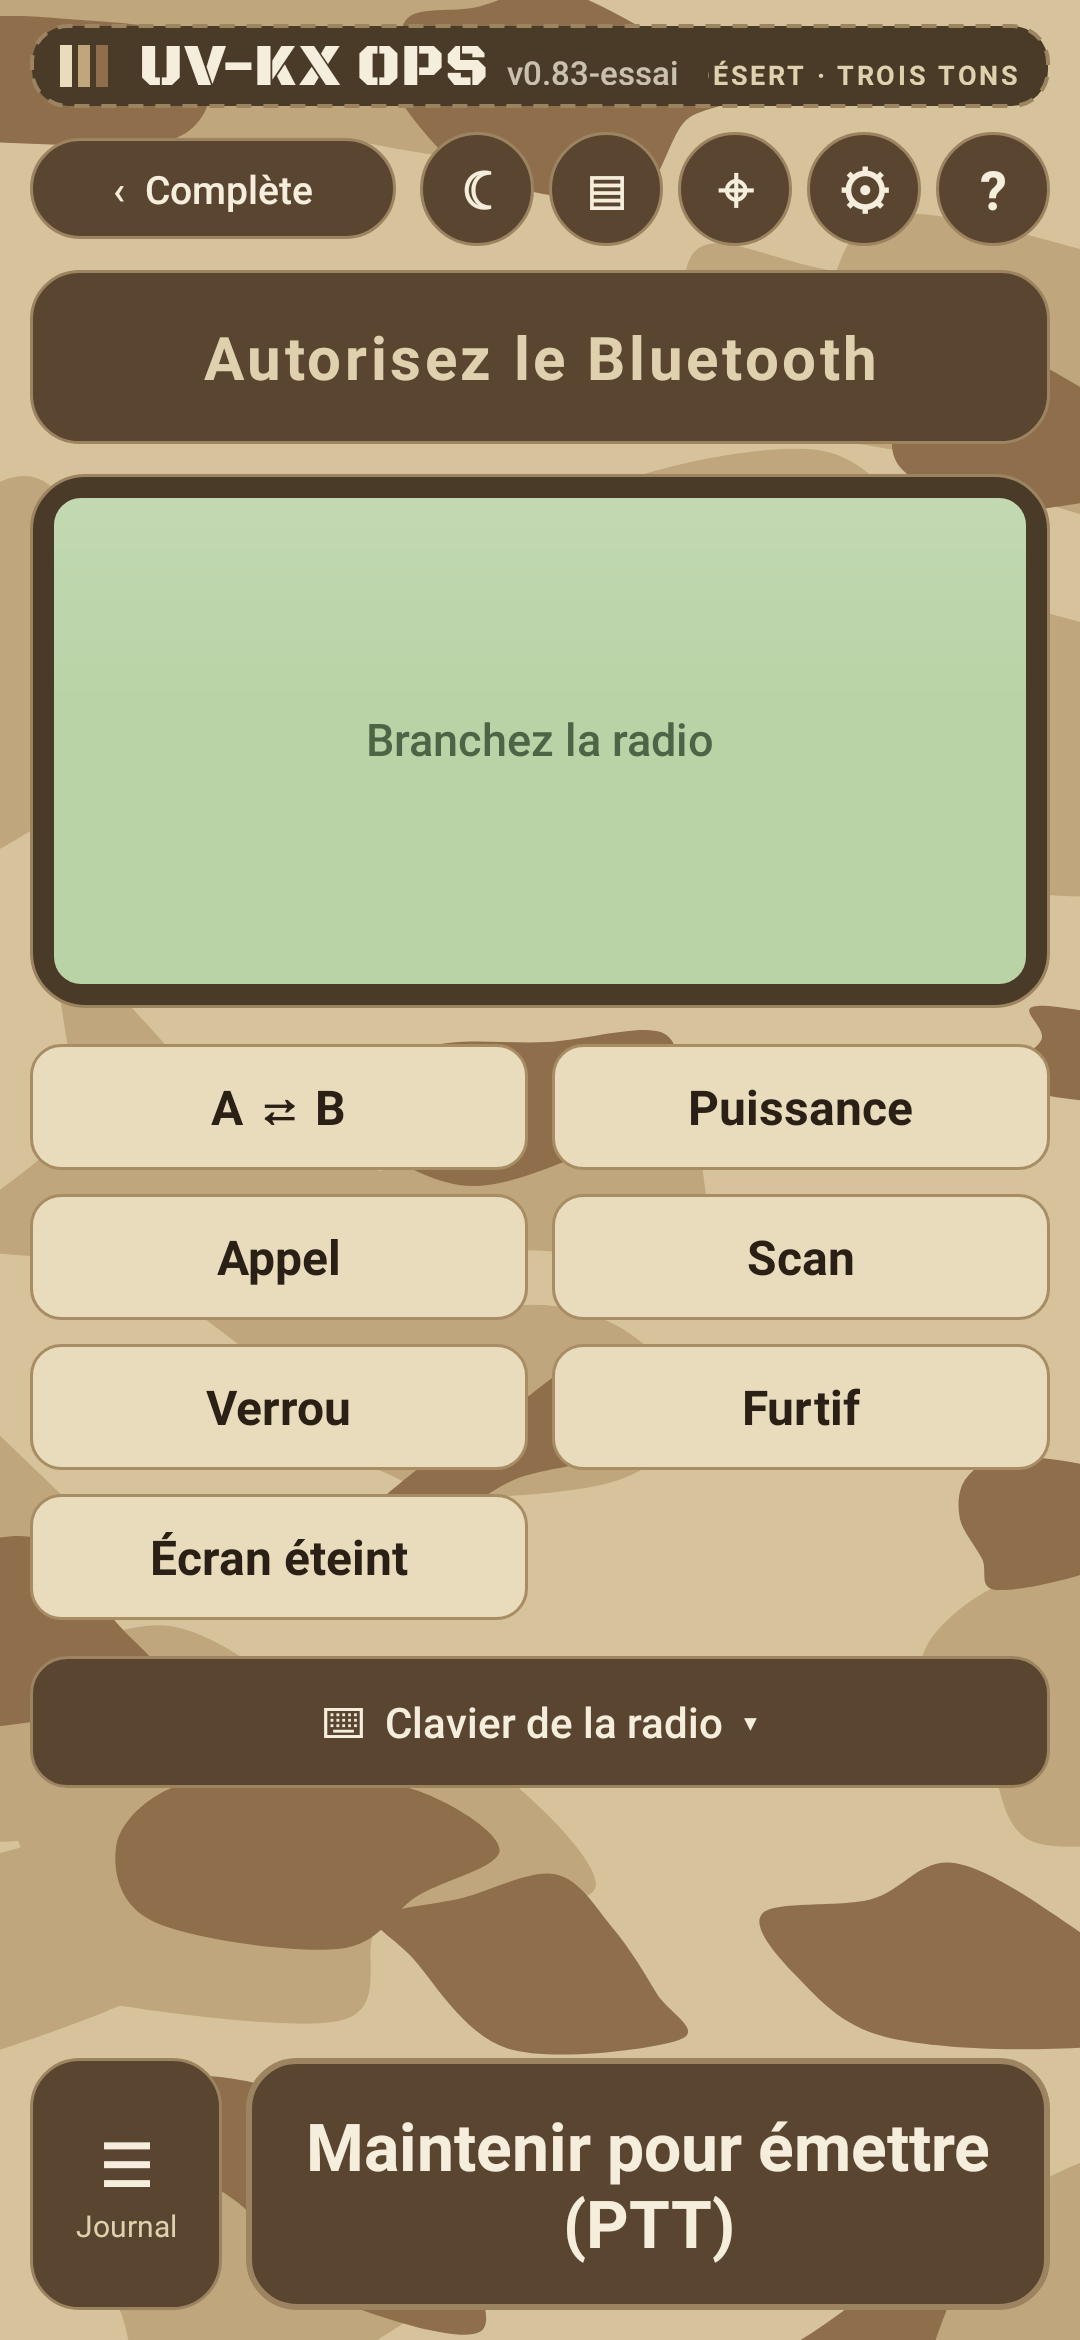 UV-KX OPS v0.83-essai ÉSERT · TROIS TONS
‹ Complète ?
Autorisez le Bluetooth
Branchez la radio
A ⇄ B Puissance
Appel Scan
Verrou Furtif
Écran éteint
Clavier de la radio ▾
Maintenir pour émettre
(PTT)
Journal